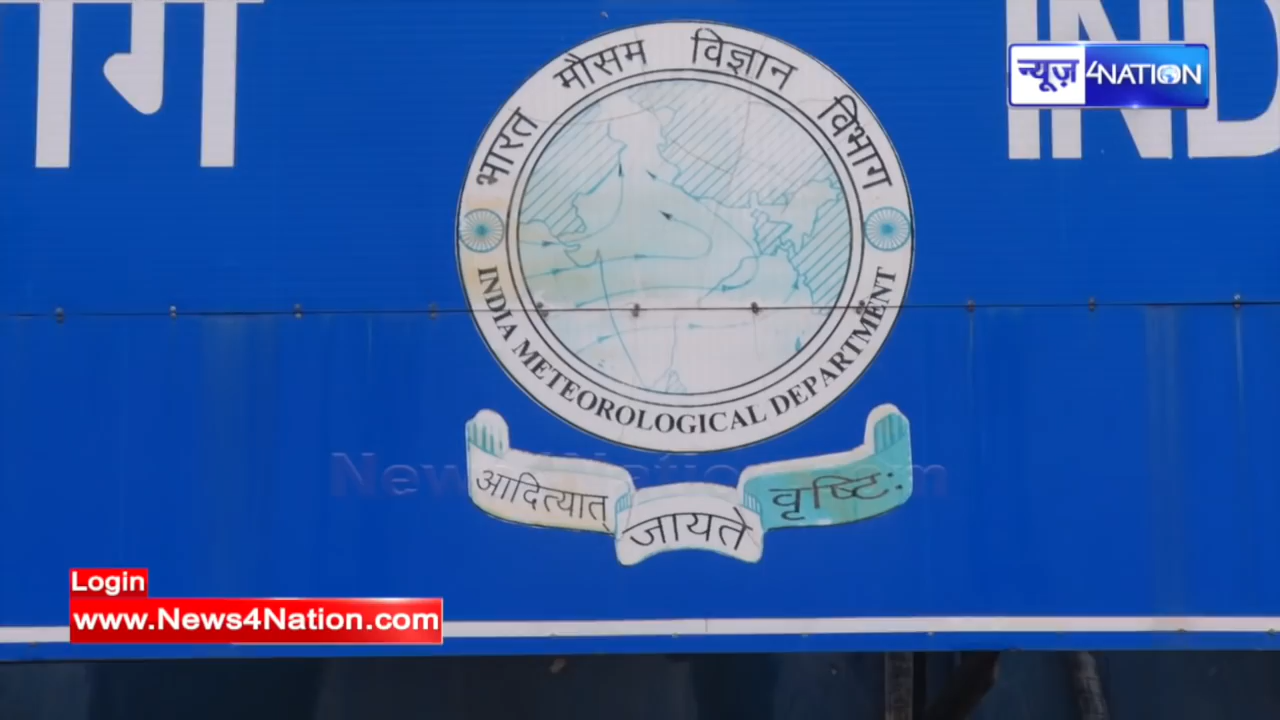 न्यूज़ 4NATION
भारत मौसम विज्ञान विभाग
INDIA METEOROLOGICAL DEPARTMENT
आदित्यात् जायते वृष्टि:
Login
www.News4Nation.com